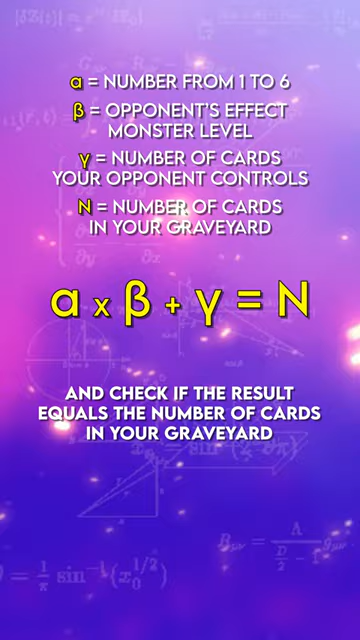 α = NUMBER FROM 1 TO 6
β = OPPONENT'S EFFECT
MONSTER LEVEL
γ = NUMBER OF CARDS
YOUR OPPONENT CONTROLS
N = NUMBER OF CARDS
IN YOUR GRAVEYARD
α x β + γ = N
AND CHECK IF THE RESULT
EQUALS THE NUMBER OF CARDS
IN YOUR GRAVEYARD